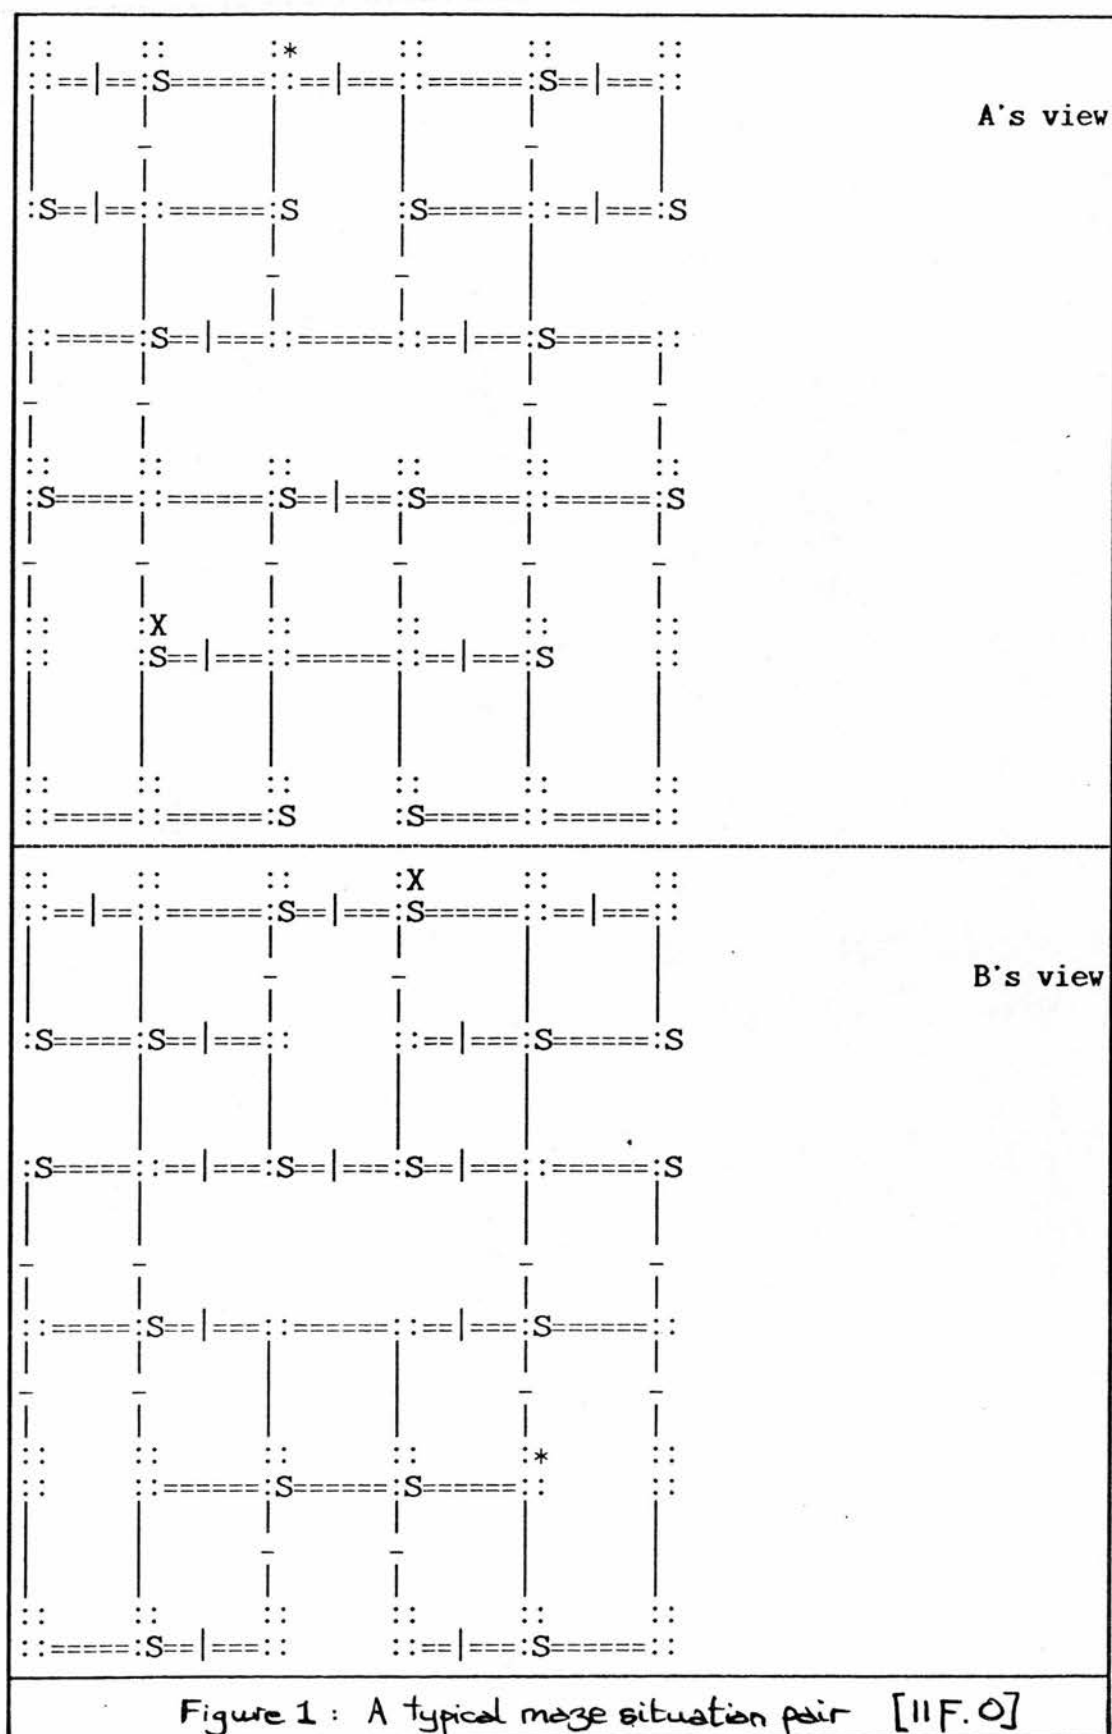 ::       ::       :*       ::       ::       ::
::==|==:S======::==|===::======:S==|===::
A's view
:S==|==::======:S       :S======::==|===:S
::=====:S==|===::======::==|===:S======::
::       ::       ::       ::       ::       ::
:S=====::======:S==|===:S======::======:S
::       :X       ::       ::       ::       ::
::       :S==|===::======::==|===:S       ::
::       ::       ::       ::       ::       ::
::=====::======:S       :S======::======::
::       ::       ::       :X       ::       ::
::==|==::======:S==|===:S======::==|===::
B's view
:S=====:S==|===::       ::==|===:S======:S
:S=====::==|===:S==|===:S==|===::======:S
::=====:S==|===::======::==|===:S======::
::       ::       ::       ::       :*       ::
::       ::======:S======:S======::       ::
::       ::       ::       ::       ::       ::
::=====:S==|===::       ::==|===:S======::
Figure 1 : A typical maze situation pair [11F.0]